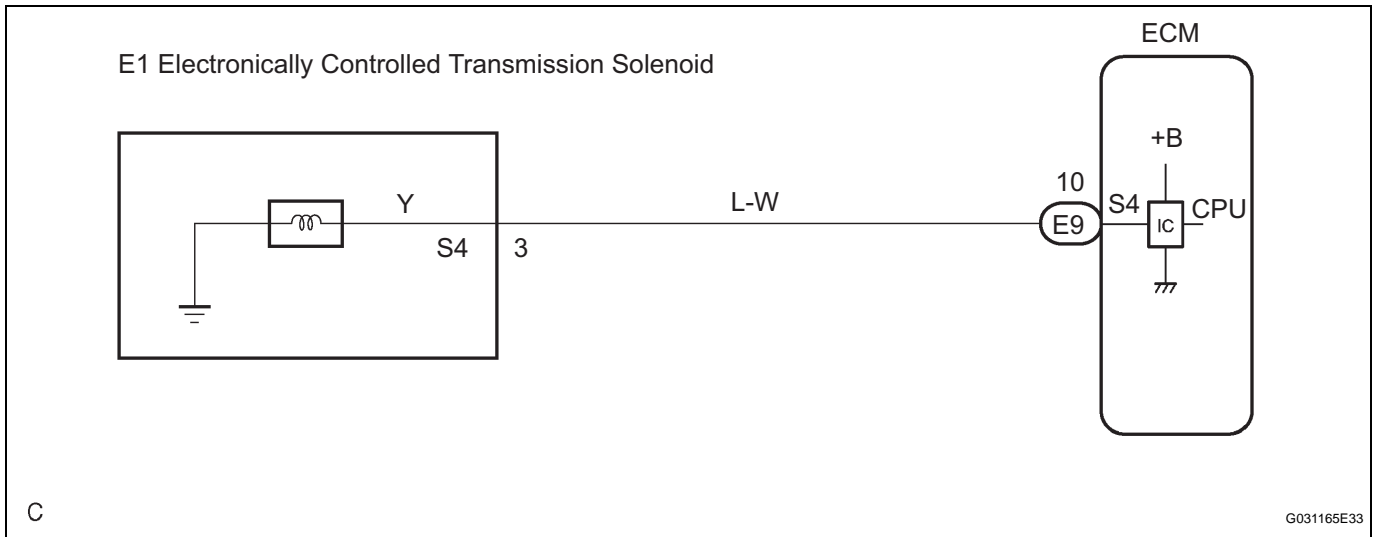 ECM
E1 Electronically Controlled Transmission Solenoid
+B
10
Y
L-W
S4
CPU
E9
IC
S4
3
C
G031165E33